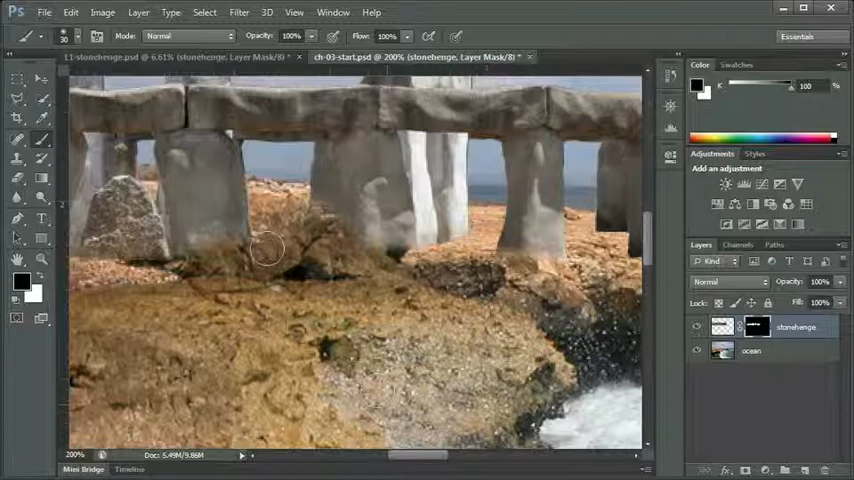 Ps File Edit Image Layer Type Select Filter 3D View Window Help
30 Mode: Normal Opacity: 100% Flow: 100% Essentials
11-stonehenge.psd @ 6.61% (stonehenge, Layer Mask/8) * × ch-03-start.psd @ 200% (stonehenge, Layer Mask/8) * ×
Color Swatches
K 100 %
Adjustments Styles
Add an adjustment
Layers Channels Paths
Kind
Normal Opacity: 100%
Lock: Fill: 100%
stonehenge
ocean
200% Doc: 5.49M/9.86M
Mini Bridge Timeline